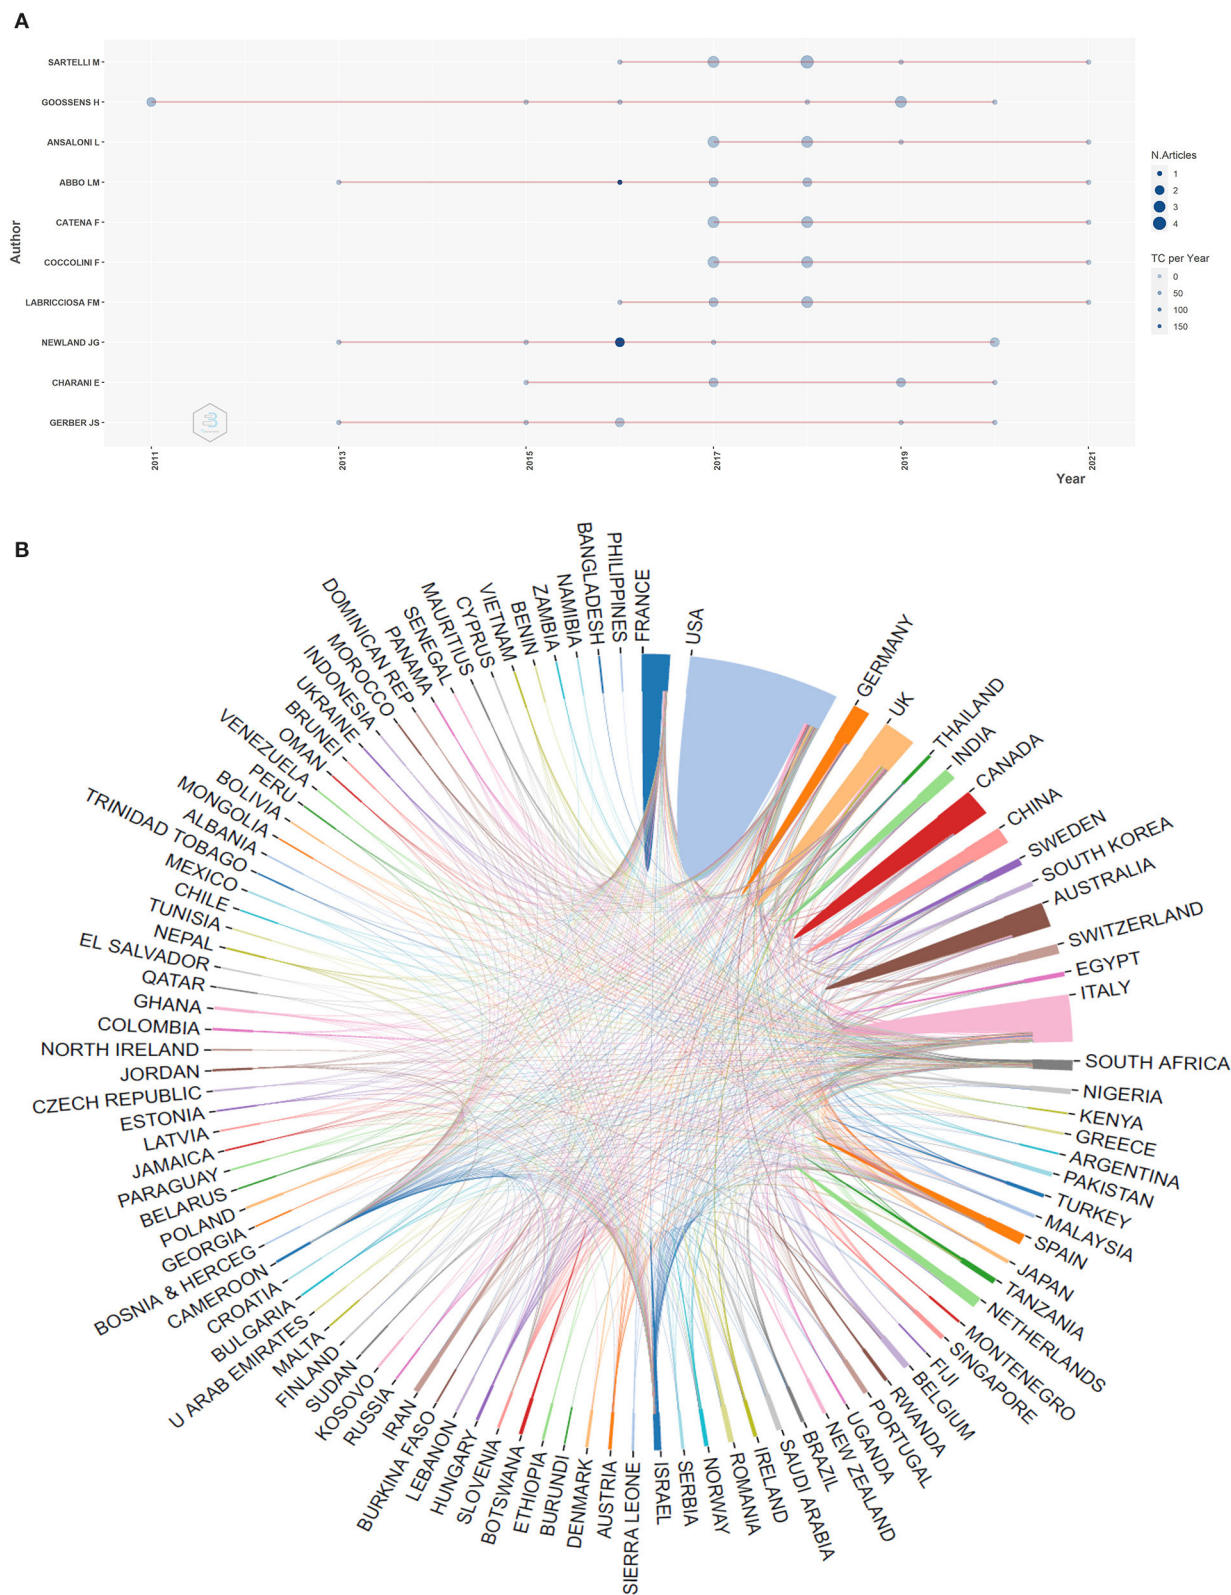 A
SARTELLI M
GOOSSENS H
ANSALONI L
ABBO LM
CATENA F
COCCOLINI F
LABRICCIOSA FM
NEWLAND JG
CHARANI E
GERBER JS
Author
2011
2013
2015
2017
2019
2021
Year
N.Articles
1
2
3
4
TC per Year
0
50
100
150
B
FRANCE
USA
GERMANY
UK
THAILAND
INDIA
CANADA
CHINA
SWEDEN
SOUTH KOREA
AUSTRALIA
SWITZERLAND
EGYPT
ITALY
SOUTH AFRICA
NIGERIA
KENYA
GREECE
ARGENTINA
PAKISTAN
TURKEY
MALAYSIA
SPAIN
JAPAN
TANZANIA
NETHERLANDS
MONTENEGRO
SINGAPORE
FIJI
BELGIUM
RWANDA
PORTUGAL
UGANDA
NEW ZEALAND
BRAZIL
SAUDI ARABIA
IRELAND
ROMANIA
NORWAY
SERBIA
ISRAEL
SIERRA LEONE
AUSTRIA
DENMARK
BURUNDI
ETHIOPIA
BOTSWANA
SLOVENIA
HUNGARY
LEBANON
BURKINA FASO
IRAN
RUSSIA
KOSOVO
SUDAN
FINLAND
MALTA
U ARAB EMIRATES
BULGARIA
CROATIA
CAMEROON
BOSNIA & HERCEG
GEORGIA
POLAND
BELARUS
PARAGUAY
JAMAICA
LATVIA
ESTONIA
CZECH REPUBLIC
JORDAN
NORTH IRELAND
COLOMBIA
GHANA
QATAR
EL SALVADOR
NEPAL
TUNISIA
CHILE
MEXICO
TRINIDAD TOBAGO
ALBANIA
MONGOLIA
BOLIVIA
PERU
VENEZUELA
OMAN
BRUNEI
UKRAINE
INDONESIA
MOROCCO
DOMINICAN REP
PANAMA
SENEGAL
MAURITIUS
CYPRUS
VIETNAM
BENIN
ZAMBIA
NAMIBIA
BANGLADESH
PHILIPPINES